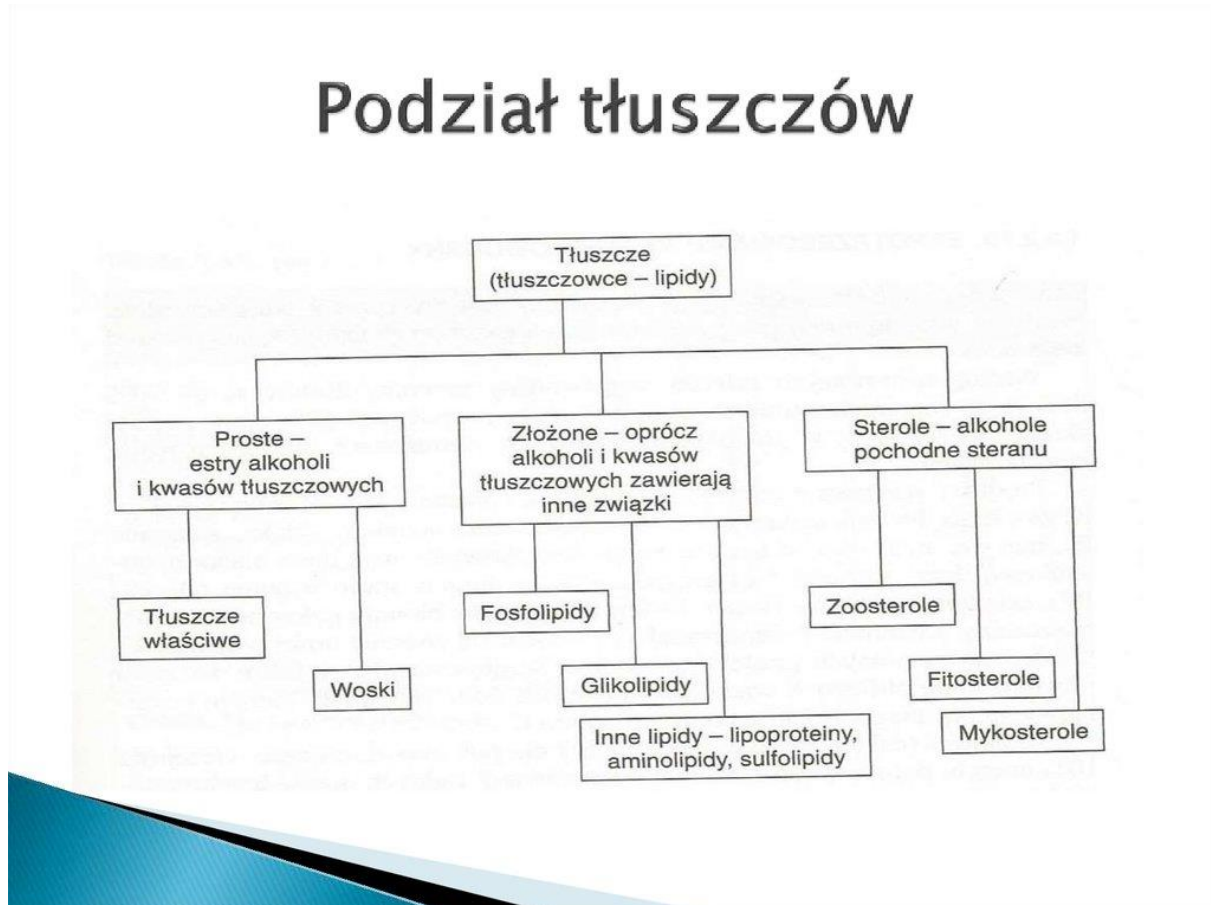 Podział tłuszczów
Tłuszcze
(tłuszczowce – lipidy)
Proste –
estry alkoholi
i kwasów tłuszczowych
Złożone – oprócz
alkoholi i kwasów
tłuszczowych zawierają
inne związki
Sterole – alkohole
pochodne steranu
Tłuszcze
właściwe
Woski
Fosfolipidy
Glikolipidy
Inne lipidy – lipoproteiny,
aminolipidy, sulfolipidy
Zoosterole
Fitosterole
Mykosterole